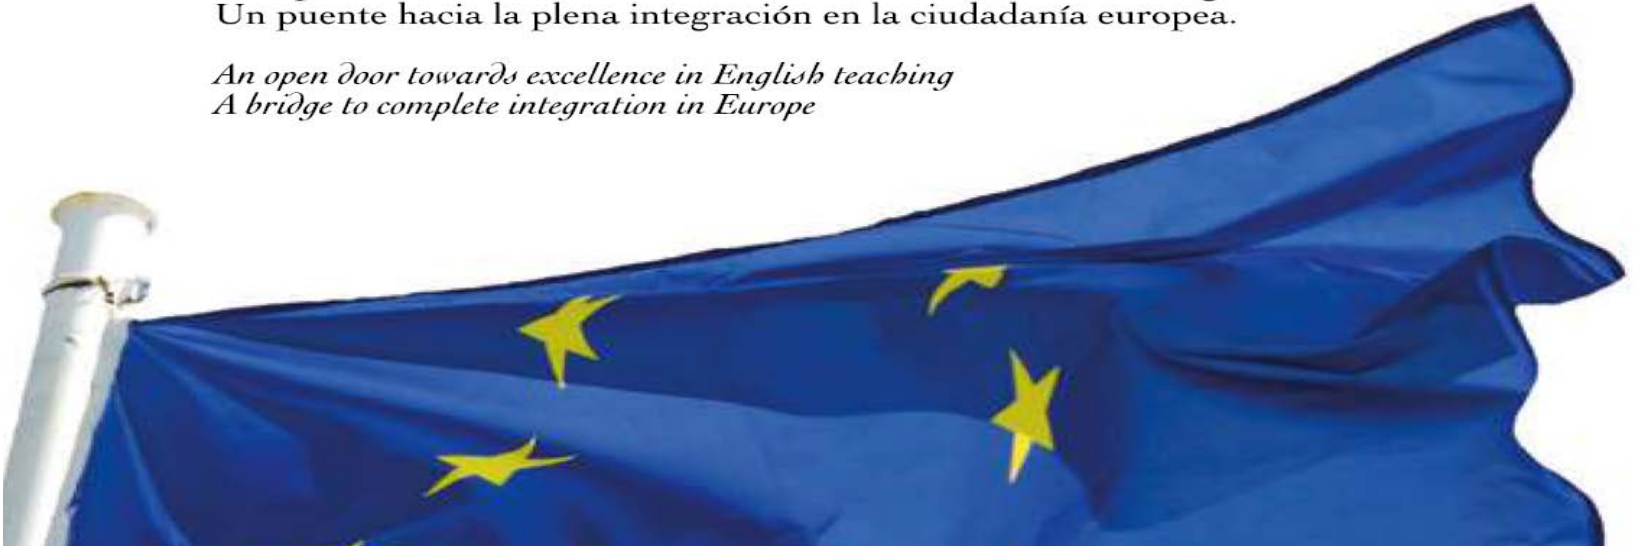 Un puente hacia la plena integración en la ciudadanía europea.
An open door towards excellence in English teaching
A bridge to complete integration in Europe